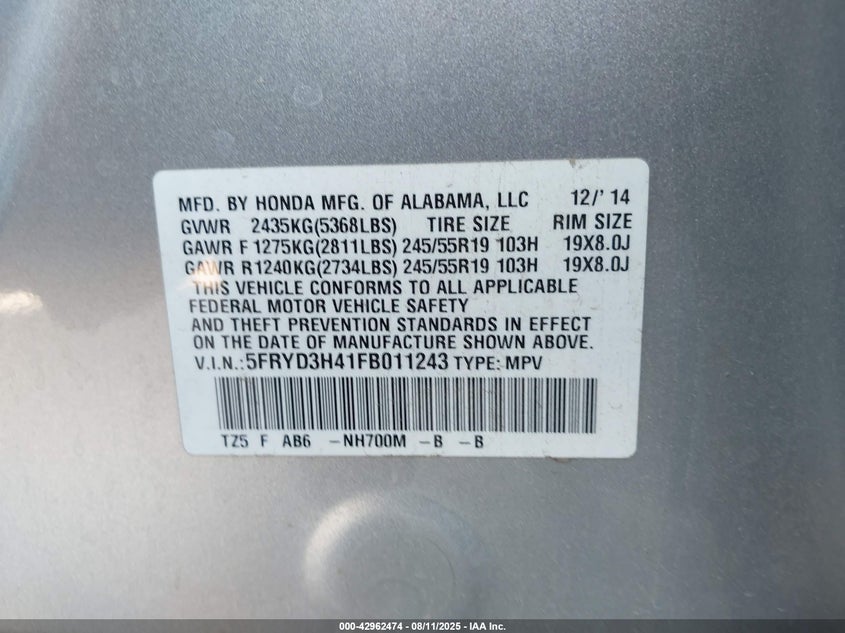 MFD. BY HONDA MFG. OF ALABAMA, LLC 12/' 14
GVWR 2435KG(5368LBS) TIRE SIZE RIM SIZE
GAWR F 1275KG(2811LBS) 245/55R19 103H 19X8.0J
GAWR R1240KG(2734LBS) 245/55R19 103H 19X8.0J
THIS VEHICLE CONFORMS TO ALL APPLICABLE
FEDERAL MOTOR VEHICLE SAFETY
AND THEFT PREVENTION STANDARDS IN EFFECT
ON THE DATE OF MANUFACTURE SHOWN ABOVE.
V.I.N.:5FRYD3H41FB011243 TYPE: MPV
TZ5 F AB6 -NH700M -B -B
000-42962474 - 08/11/2025 - IAA Inc.